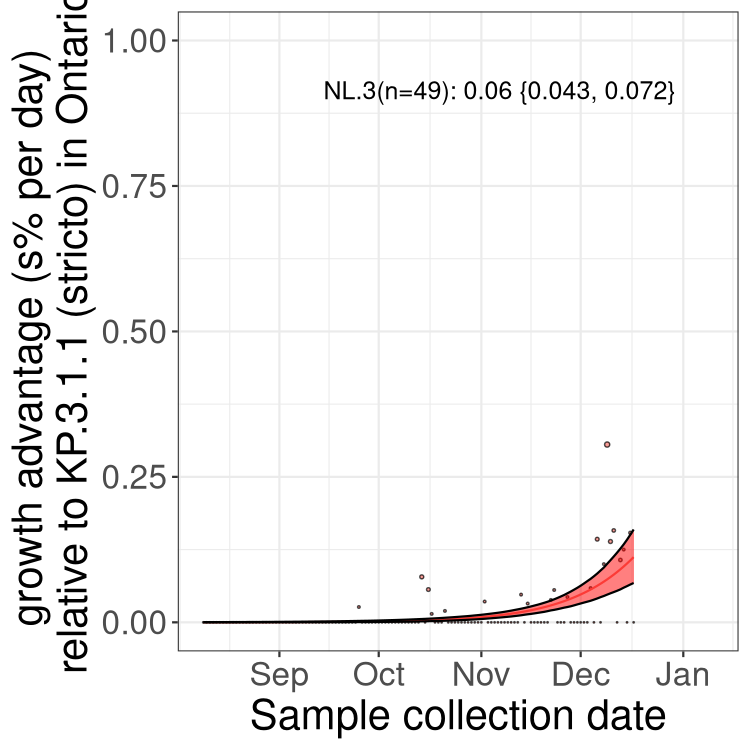 growth advantage (s% per day)
relative to KP.3.1.1 (stricto) in Ontario
1.00
NL.3(n=49): 0.06 {0.043, 0.072}
0.75
0.50
0.25
0.00
Sep Oct Nov Dec Jan
Sample collection date